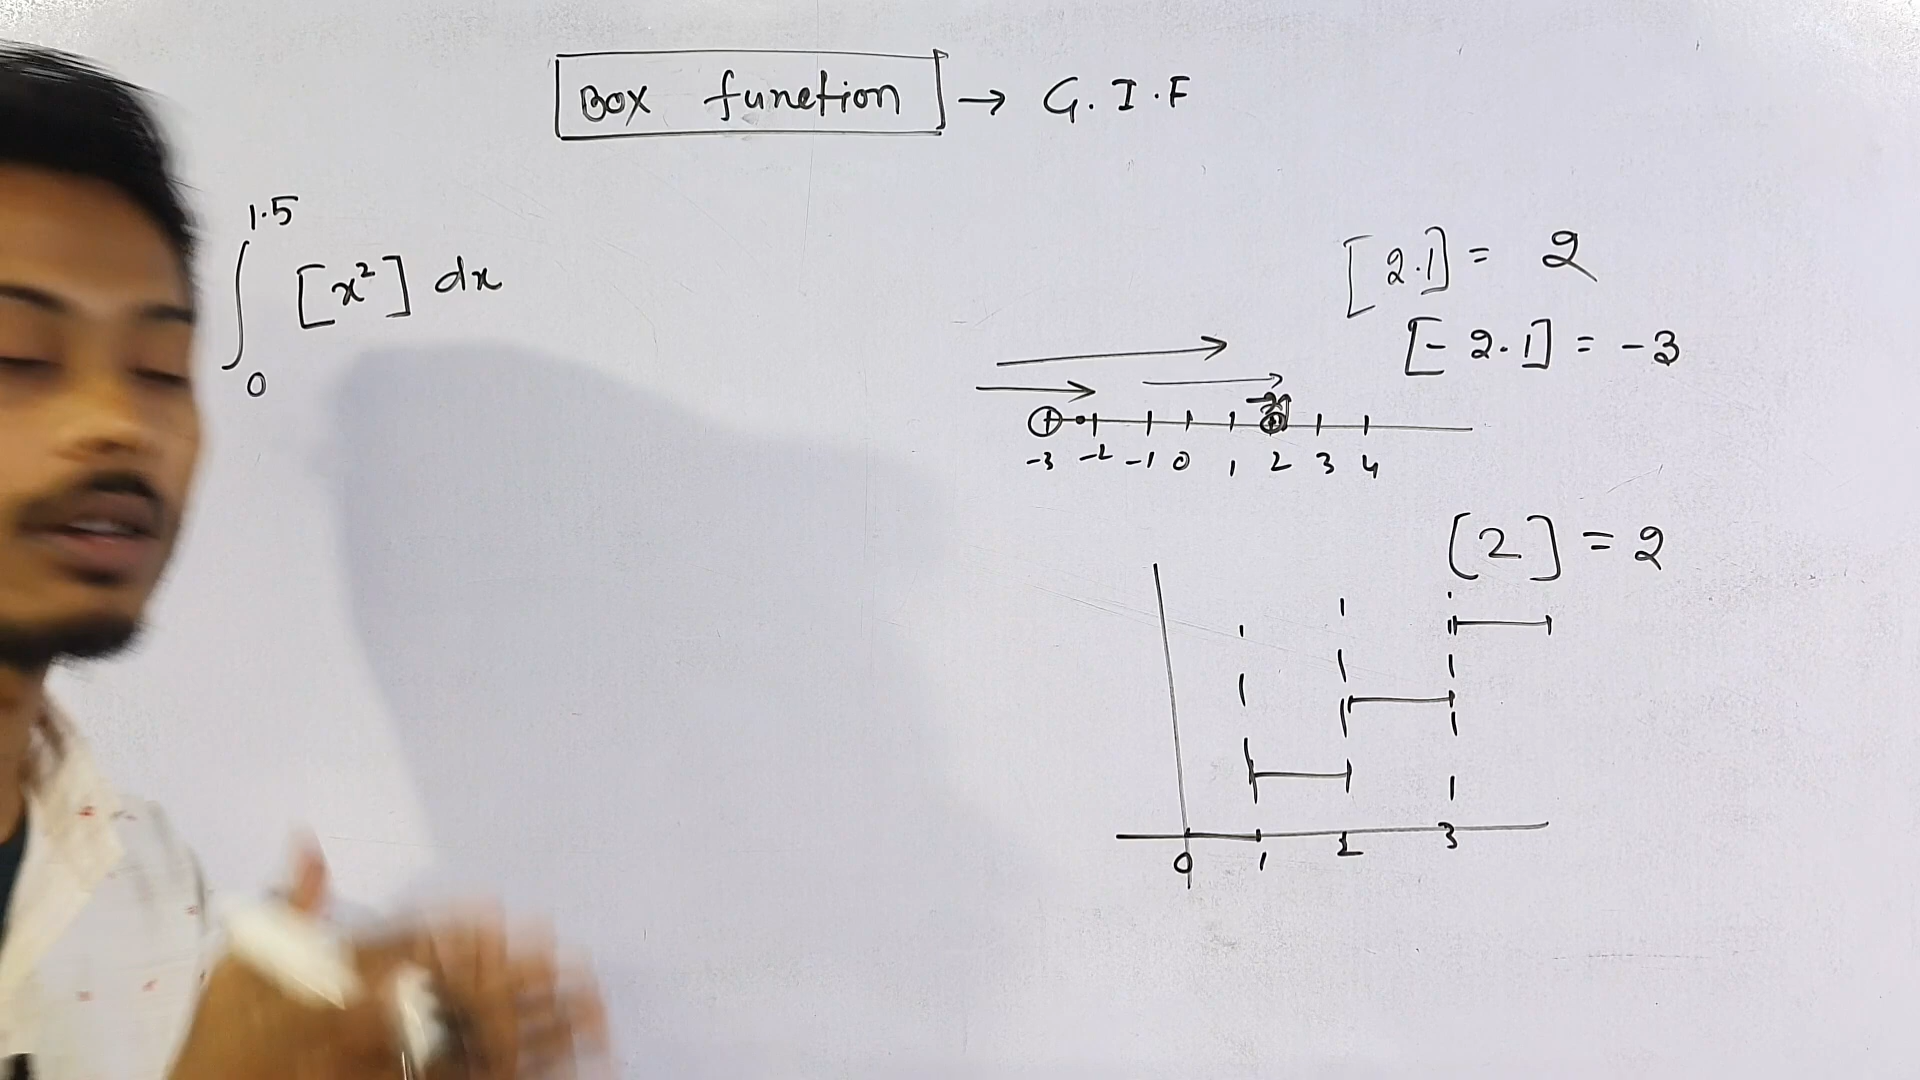 Box function → G.I.F
∫₀^1.5 [x²] dx
[2.1] = 2
[-2.1] = -3
-3 -2 -1 0 1 2 3 4
[2] = 2
0 1 2 3